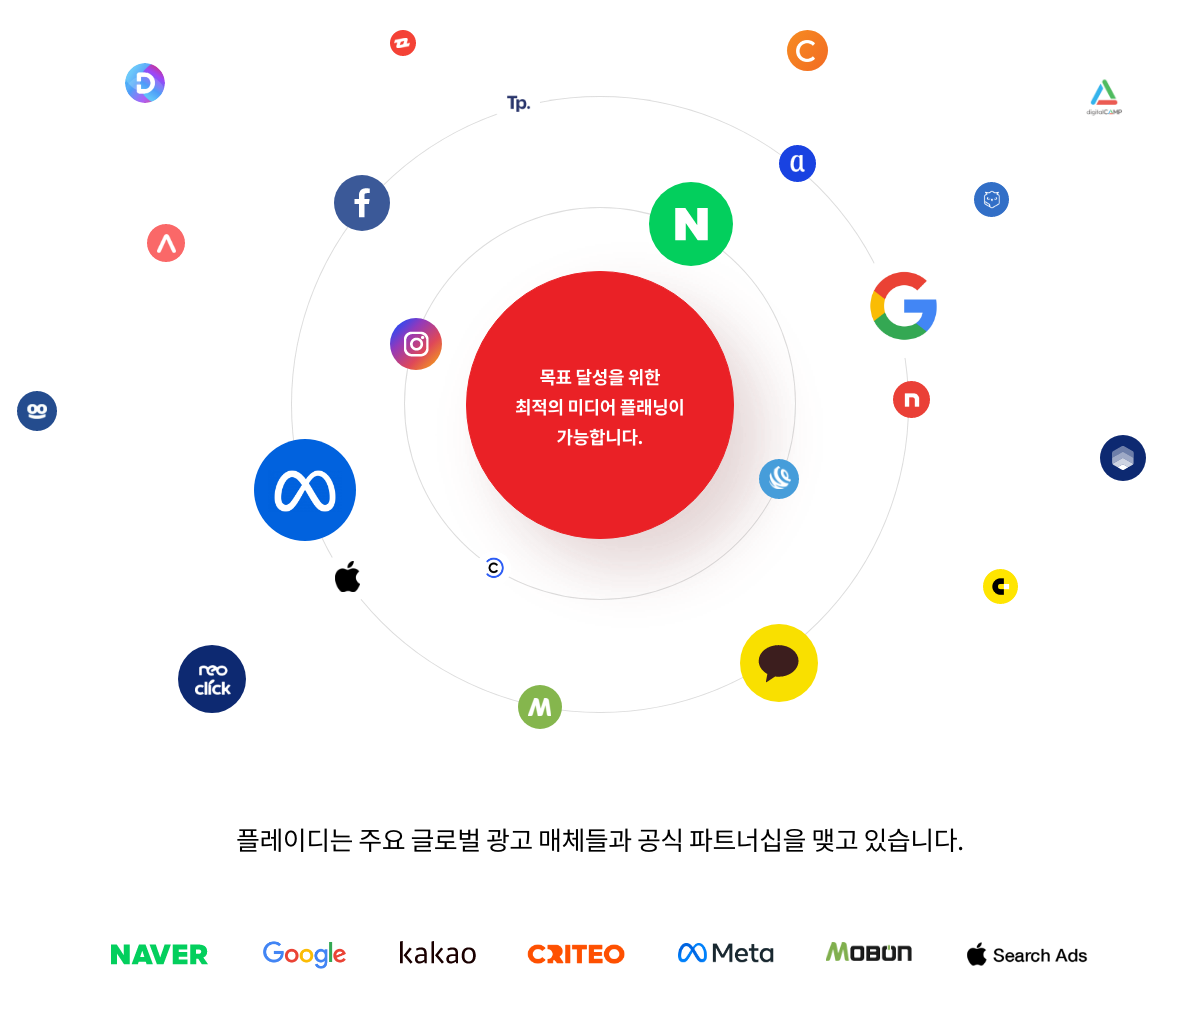 Tp.
digitalCAMP
N
목표 달성을 위한
최적의 미디어 플래닝이
가능합니다.
neo
click
플레이디는 주요 글로벌 광고 매체들과 공식 파트너십을 맺고 있습니다.
NAVER
Google
kakao
CRITEO
Meta
MOBON
Search Ads